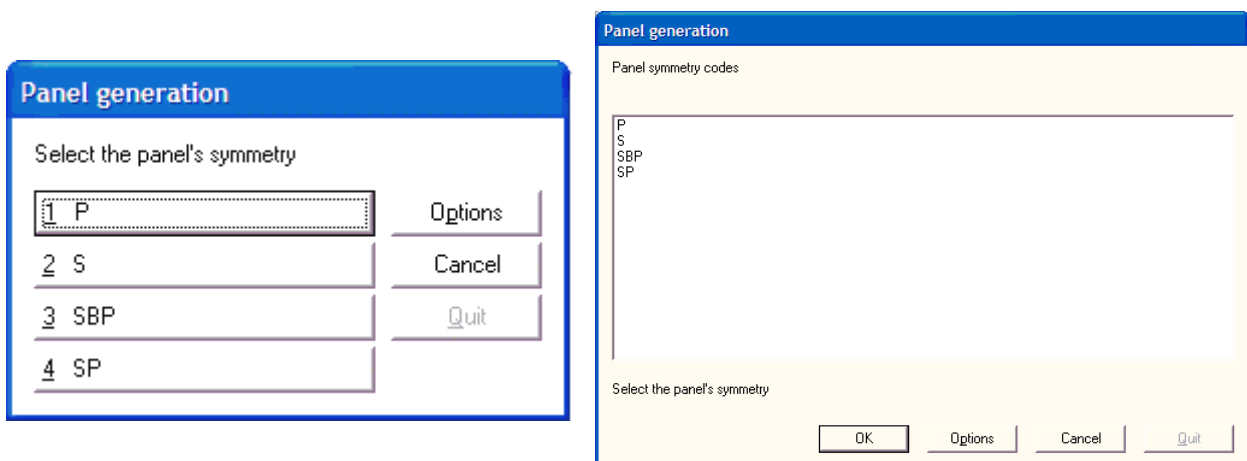 Panel generation
Select the panel's symmetry
1 P Options
2 S Cancel
3 SBP Quit
4 SP
Panel generation
Panel symmetry codes
P
S
SBP
SP
Select the panel's symmetry
OK Options Cancel Quit